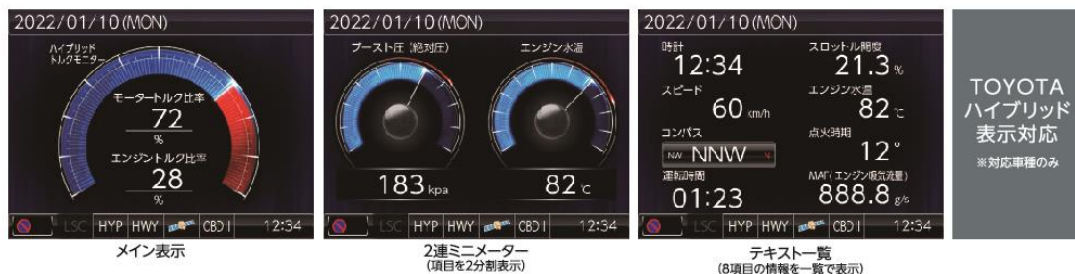 2022/01/10(MON)
ハイブリッド
トルクモニター
モータートルク比率
72
%
エンジントルク比率
28
%
LSC HYP HWY CBD I 12:34
メイン表示
2022/01/10(MON)
ブースト圧(絶対圧)
エンジン水温
183 kpa
82 ℃
LSC HYP HWY CBD I 12:34
2連ミニメーター
(項目を2分割表示)
2022/01/10(MON)
時計
12:34
スロットル開度
21.3 %
スピード
60 km/h
エンジン水温
82 ℃
コンパス
NW NNW N
点火時期
12°
運転時間
01:23
MAF(エンジン吸気流量)
888.8 g/s
LSC HYP HWY CBD I 12:34
テキスト一覧
(8項目の情報を一覧で表示)
TOYOTA
ハイブリッド
表示対応
※対応車種のみ